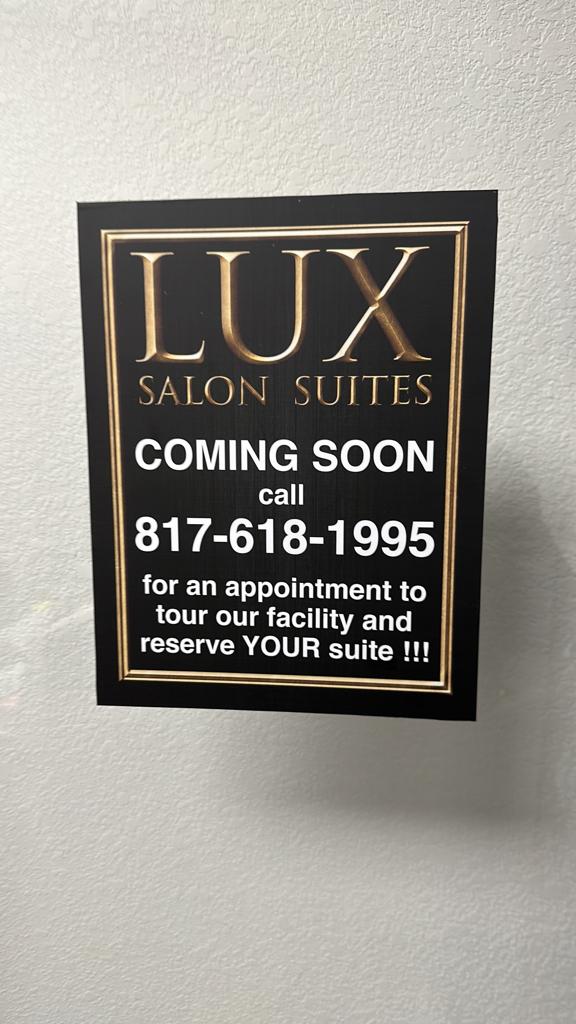 LUX
SALON SUITES
COMING SOON
call
817-618-1995
for an appointment to
tour our facility and
reserve YOUR suite !!!